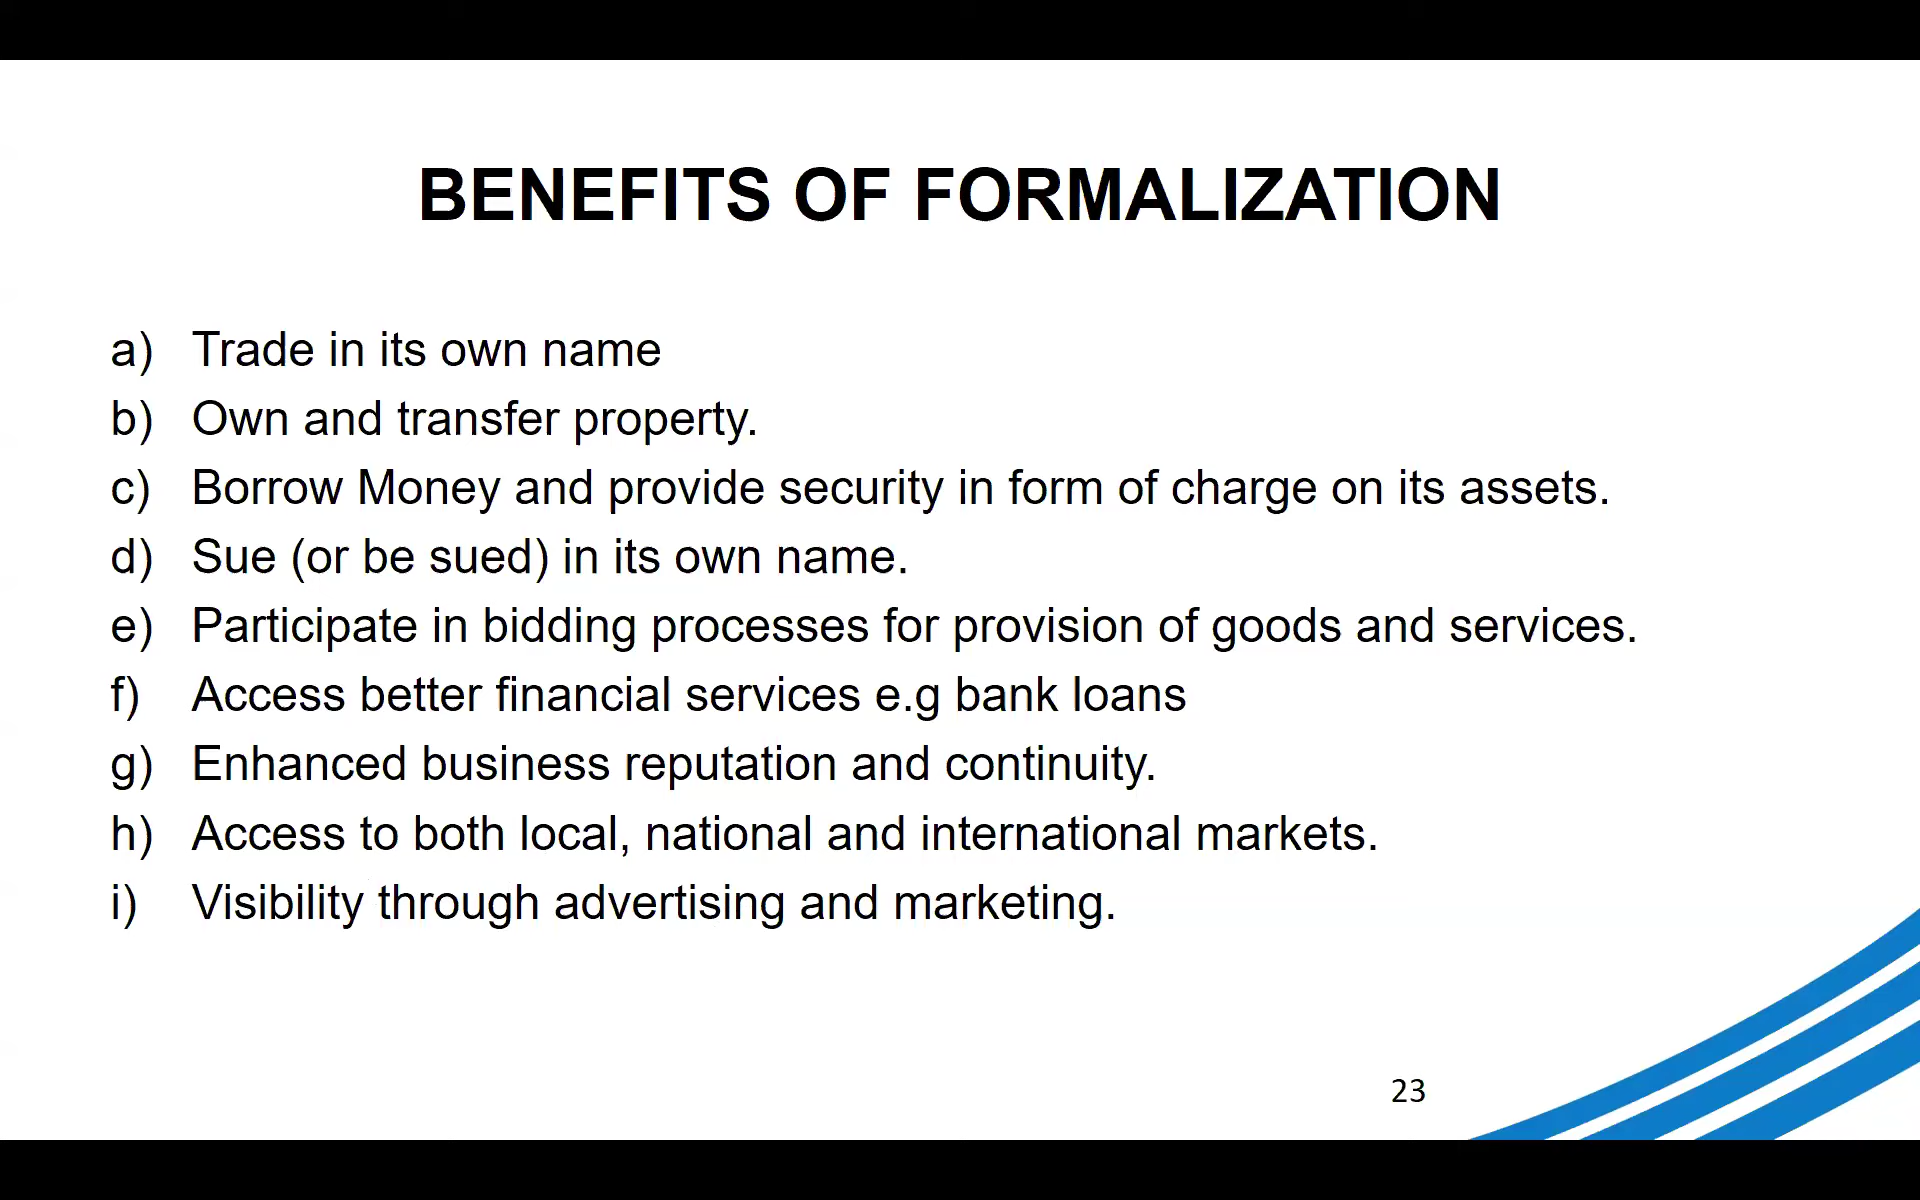 BENEFITS OF FORMALIZATION
a) Trade in its own name
b) Own and transfer property.
c) Borrow Money and provide security in form of charge on its assets.
d) Sue (or be sued) in its own name.
e) Participate in bidding processes for provision of goods and services.
f) Access better financial services e.g bank loans
g) Enhanced business reputation and continuity.
h) Access to both local, national and international markets.
i) Visibility through advertising and marketing.
23